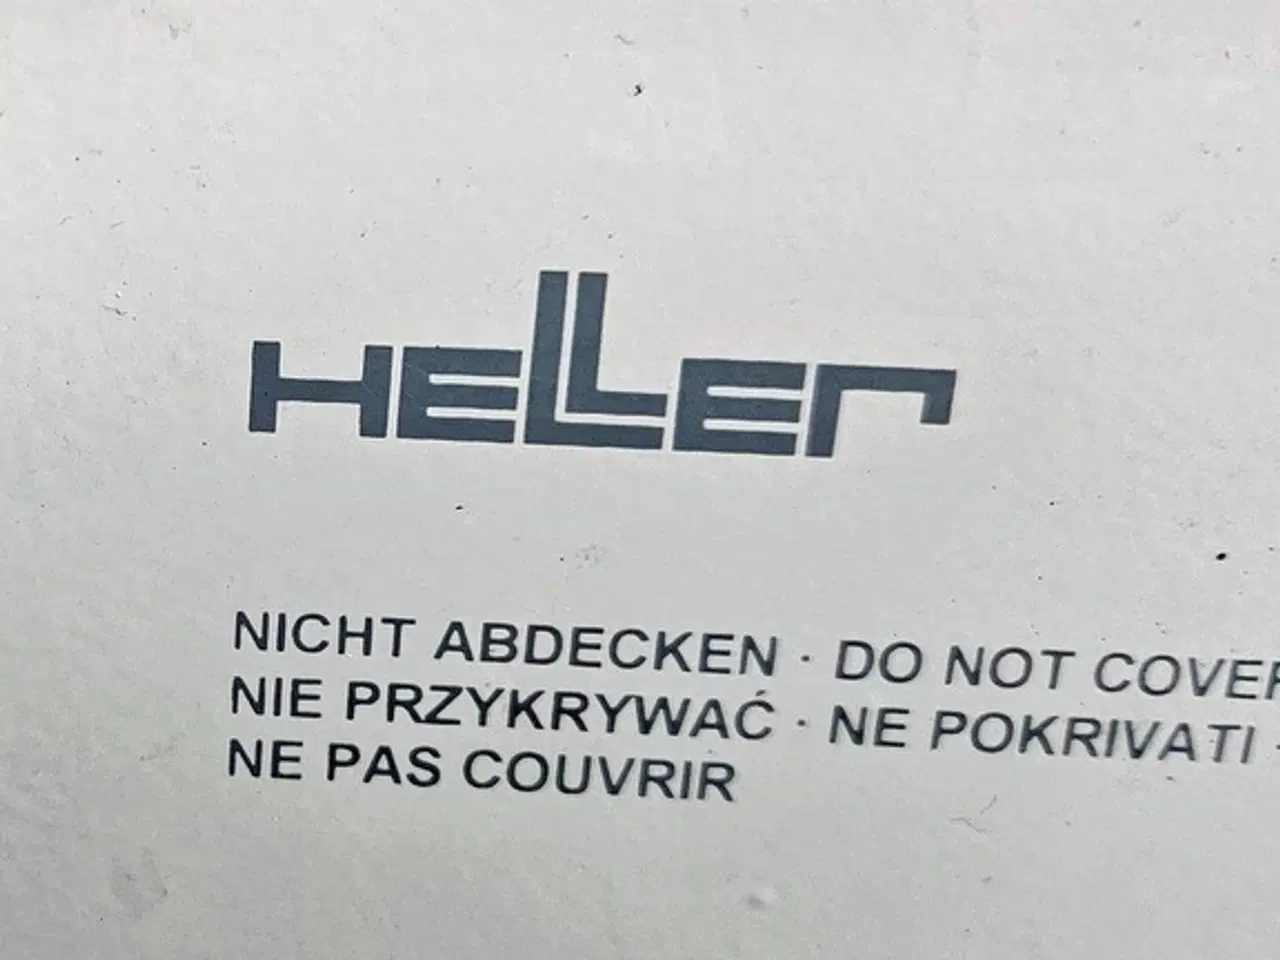 HELLER
NICHT ABDECKEN · DO NOT COVER
NIE PRZYKRYWAĆ · NE POKRIVATI ·
NE PAS COUVRIR